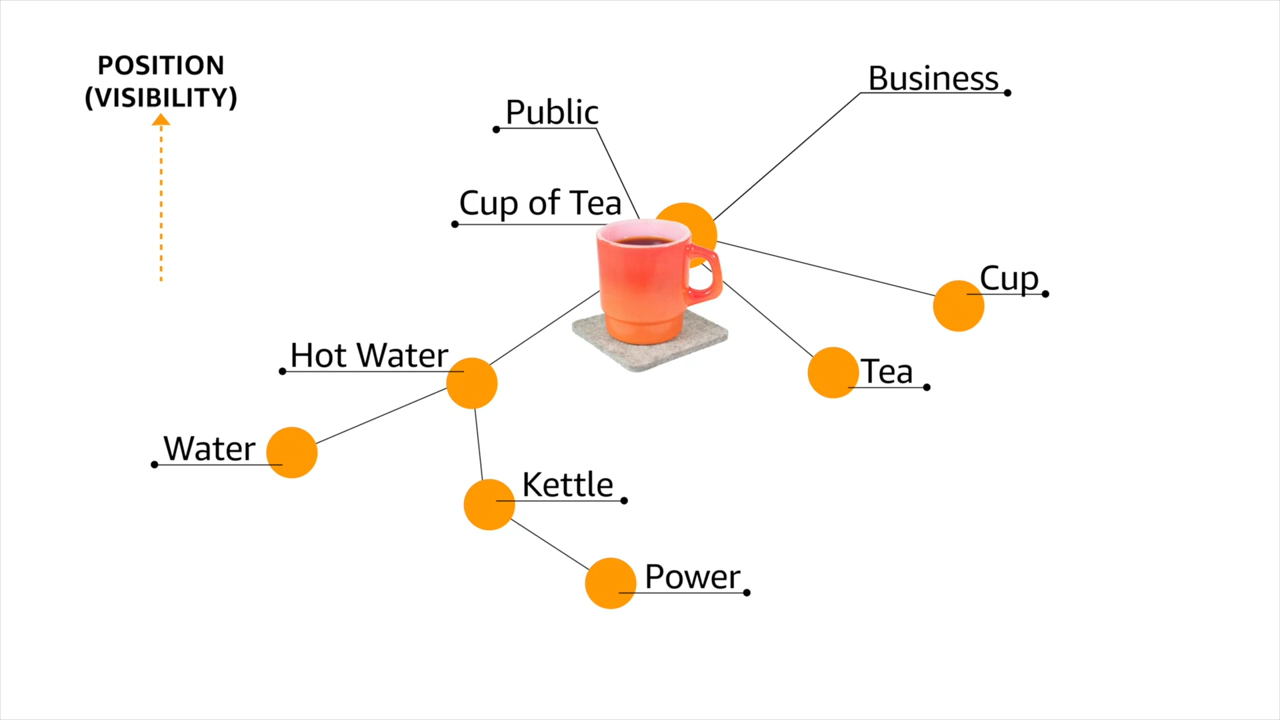 POSITION
(VISIBILITY)
Business
Public
Cup of Tea
Cup
Hot Water
Tea
Water
Kettle
Power